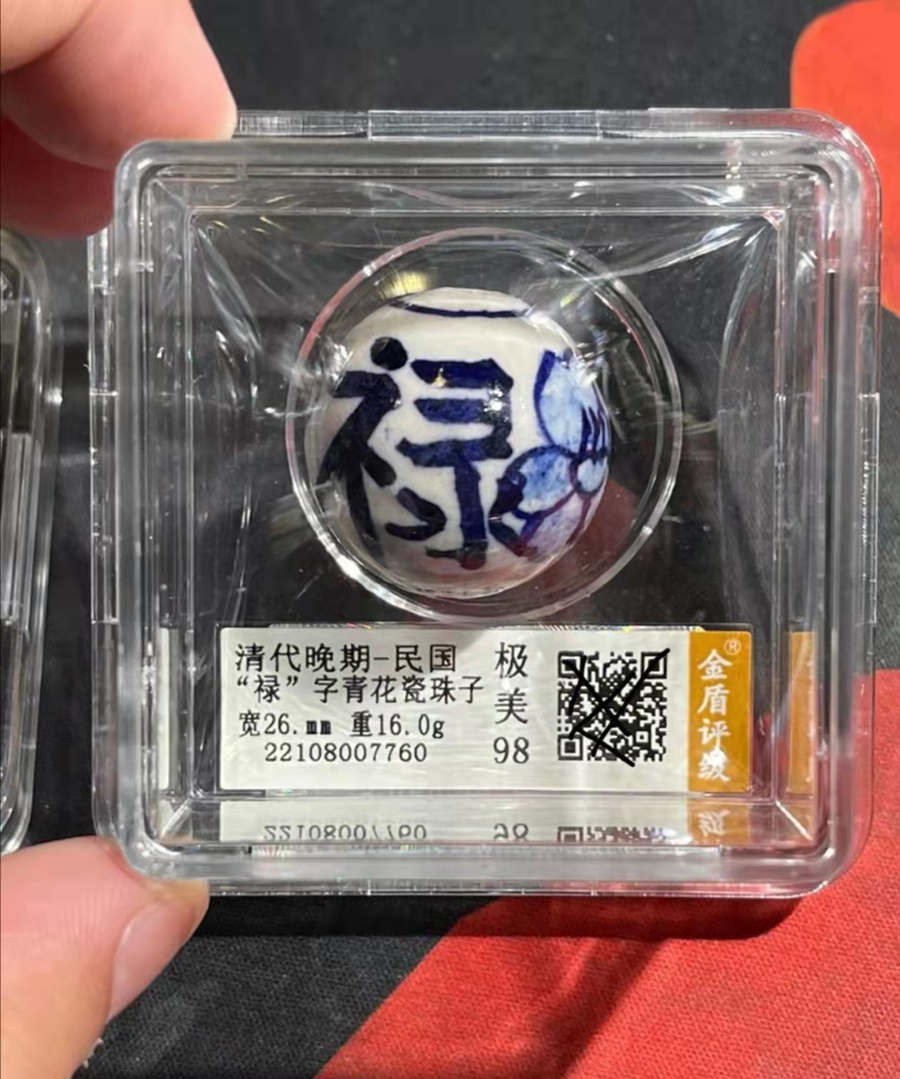 禄
清代晚期-民国
“禄”字青花瓷珠子
宽26.mm 重16.0g
22108007760
极美
98
金盾评级®